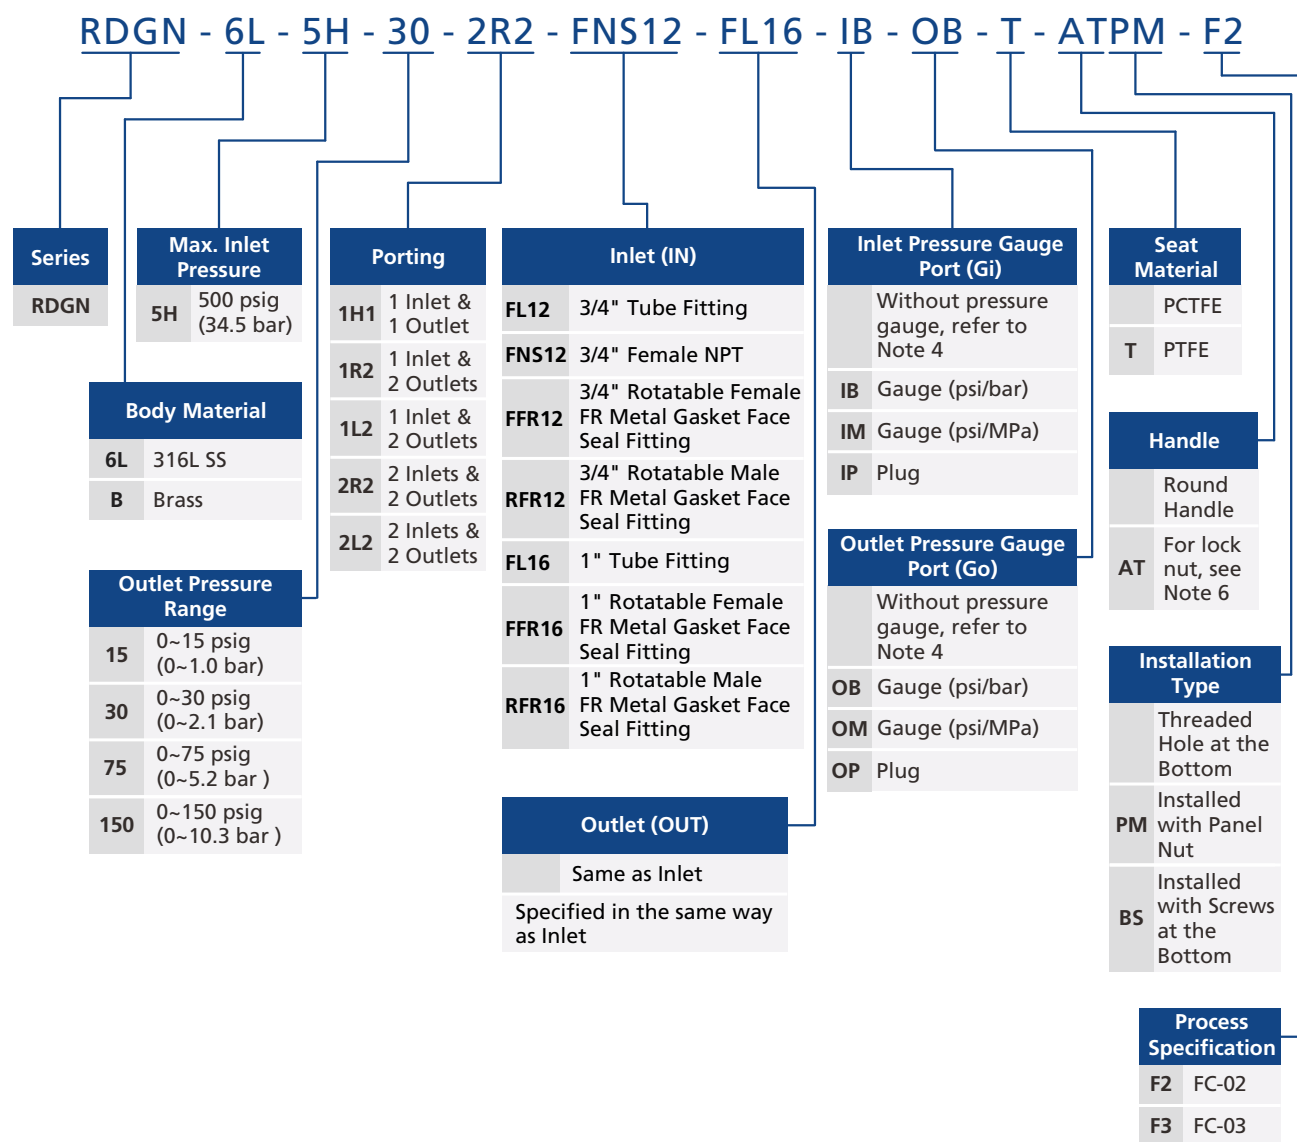 RDGN - 6L - 5H - 30 - 2R2 - FNS12 - FL16 - IB - OB - T - ATPM - F2
Series
RDGN
Max. Inlet
Pressure
5H 500 psig
(34.5 bar)
Body Material
6L 316L SS
B Brass
Outlet Pressure
Range
15 0~15 psig
(0~1.0 bar)
30 0~30 psig
(0~2.1 bar)
75 0~75 psig
(0~5.2 bar )
150 0~150 psig
(0~10.3 bar )
Porting
1H1 1 Inlet &
1 Outlet
1R2 1 Inlet &
2 Outlets
1L2 1 Inlet &
2 Outlets
2R2 2 Inlets &
2 Outlets
2L2 2 Inlets &
2 Outlets
Inlet (IN)
FL12 3/4" Tube Fitting
FNS12 3/4" Female NPT
FFR12 3/4" Rotatable Female
FR Metal Gasket Face
Seal Fitting
RFR12 3/4" Rotatable Male
FR Metal Gasket Face
Seal Fitting
FL16 1" Tube Fitting
FFR16 1" Rotatable Female
FR Metal Gasket Face
Seal Fitting
RFR16 1" Rotatable Male
FR Metal Gasket Face
Seal Fitting
Outlet (OUT)
Same as Inlet
Specified in the same way
as Inlet
Inlet Pressure Gauge
Port (Gi)
Without pressure
gauge, refer to
Note 4
IB Gauge (psi/bar)
IM Gauge (psi/MPa)
IP Plug
Outlet Pressure Gauge
Port (Go)
Without pressure
gauge, refer to
Note 4
OB Gauge (psi/bar)
OM Gauge (psi/MPa)
OP Plug
Seat
Material
PCTFE
T PTFE
Handle
Round
Handle
AT For lock
nut, see
Note 6
Installation
Type
Threaded
Hole at the
Bottom
PM Installed
with Panel
Nut
BS Installed
with Screws
at the
Bottom
Process
Specification
F2 FC-02
F3 FC-03